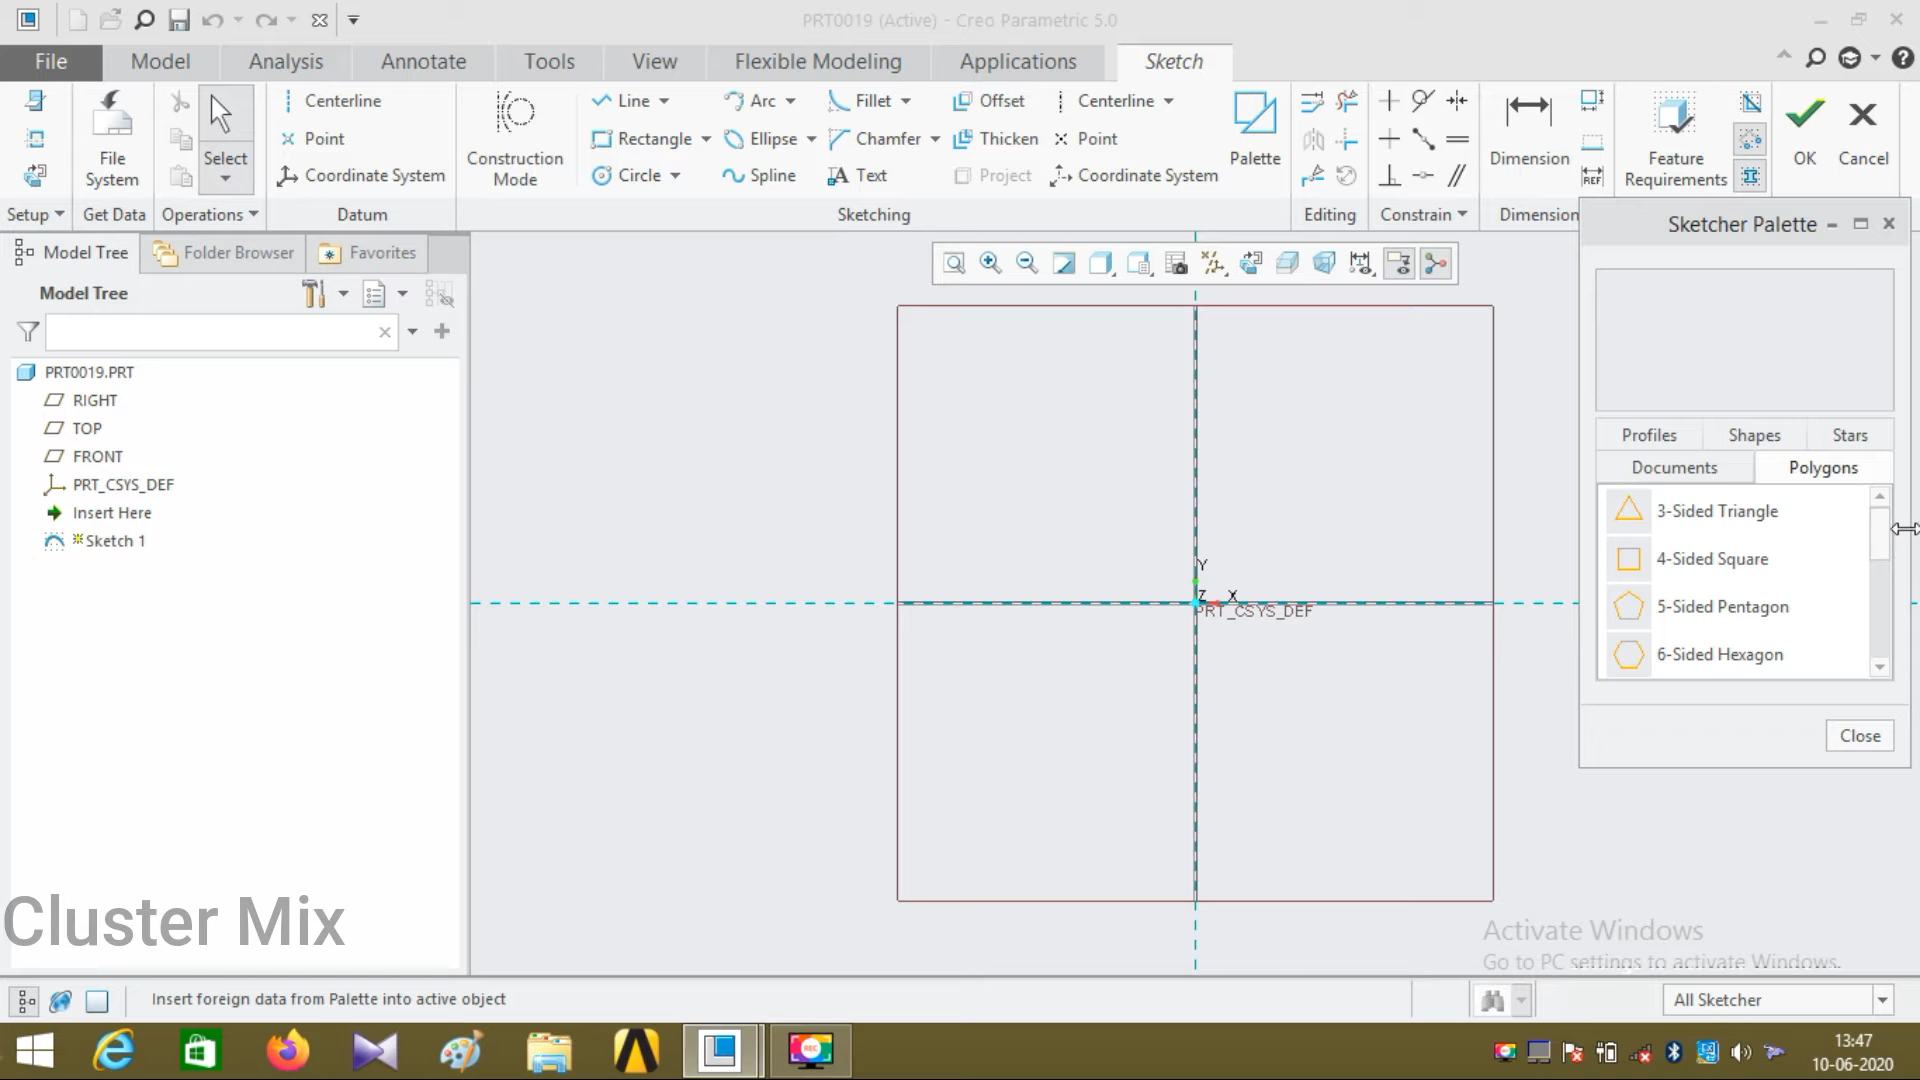 PRT0019 (Active) - Creo Parametric 5.0
File Model Analysis Annotate Tools View Flexible Modeling Applications Sketch
Centerline Line Arc Fillet Offset Centerline
Point Rectangle Ellipse Chamfer Thicken Point
File System Select Coordinate System Construction Mode Circle Spline Text Project Coordinate System Palette Dimension REF Feature Requirements OK Cancel
Setup Get Data Operations Datum Sketching Editing Constrain Dimension
Model Tree Folder Browser Favorites
Sketcher Palette
Model Tree
PRT0019.PRT
RIGHT
TOP
FRONT
PRT_CSYS_DEF
Insert Here
Sketch 1
Y
Z X
PRT_CSYS_DEF
Profiles Shapes Stars
Documents Polygons
3-Sided Triangle
4-Sided Square
5-Sided Pentagon
6-Sided Hexagon
Close
Cluster Mix
Activate Windows
Go to PC settings to activate Windows.
Insert foreign data from Palette into active object
All Sketcher
REC
13:47
10-06-2020